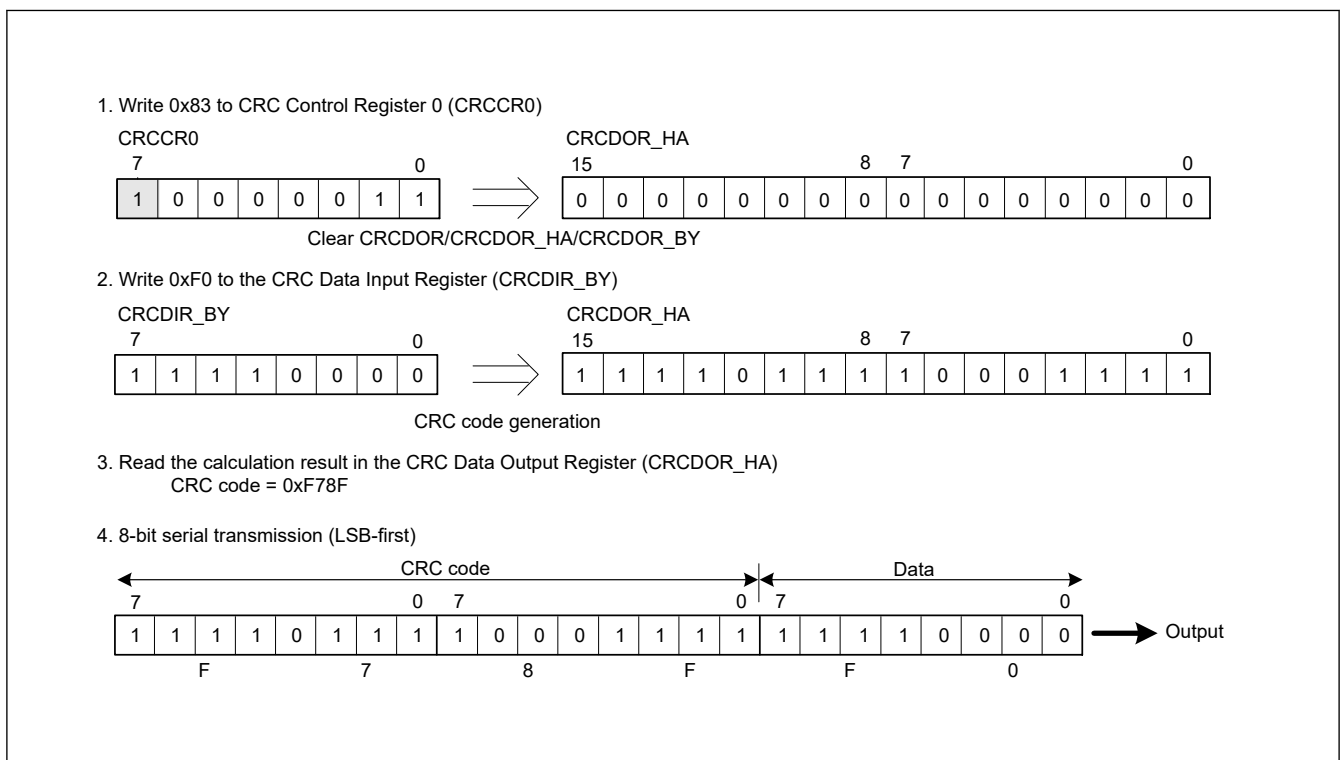 1. Write 0x83 to CRC Control Register 0 (CRCCR0)
CRCCR0 CRCDOR_HA
7 0 15 8 7 0
1 0 0 0 0 0 1 1 0 0 0 0 0 0 0 0 0 0 0 0 0 0 0 0
Clear CRCDOR/CRCDOR_HA/CRCDOR_BY
2. Write 0xF0 to the CRC Data Input Register (CRCDIR_BY)
CRCDIR_BY CRCDOR_HA
7 0 15 8 7 0
1 1 1 1 0 0 0 0 1 1 1 1 0 1 1 1 1 0 0 0 1 1 1 1
CRC code generation
3. Read the calculation result in the CRC Data Output Register (CRCDOR_HA)
CRC code = 0xF78F
4. 8-bit serial transmission (LSB-first)
CRC code Data
7 0 7 0 7 0
1 1 1 1 0 1 1 1 1 0 0 0 1 1 1 1 1 1 1 1 0 0 0 0 Output
F 7 8 F F 0